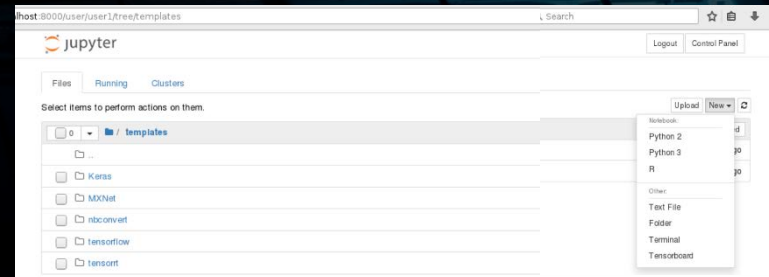 lhost:8000/user/user1/tree/templates
Search
jupyter
Logout Control Panel
Files Running Clusters
Select items to perform actions on them.
Upload New
0 / templates
..
Keras
MXNet
nbconvert
tensorflow
tensorrt
Notebook:
Python 2
Python 3
R
Other:
Text File
Folder
Terminal
Tensorboard